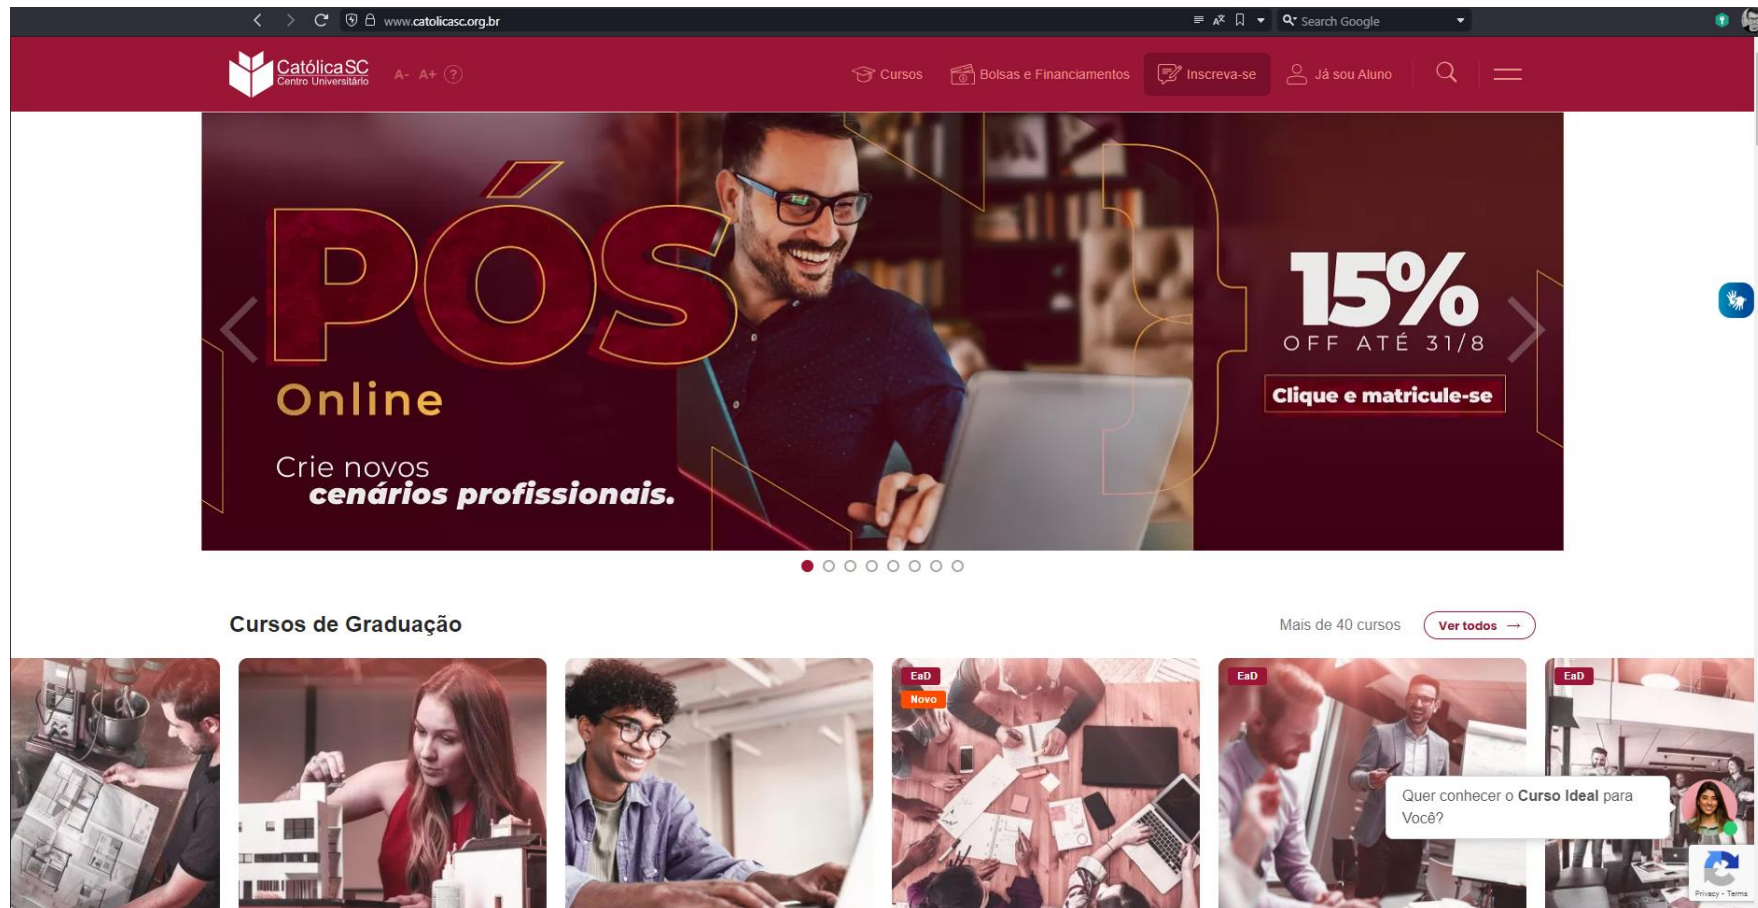 www.catolicasc.org.br
Search Google
CatólicaSC
Centro Universitário
A- A+ ?
Cursos
Bolsas e Financiamentos
Inscreva-se
Já sou Aluno
PÓS
Online
Crie novos
cenários profissionais.
15%
OFF ATÉ 31/8
Clique e matricule-se
Cursos de Graduação
Mais de 40 cursos
Ver todos →
EaD
Novo
EaD
EaD
Quer conhecer o Curso Ideal para
Você?
Privacy - Terms